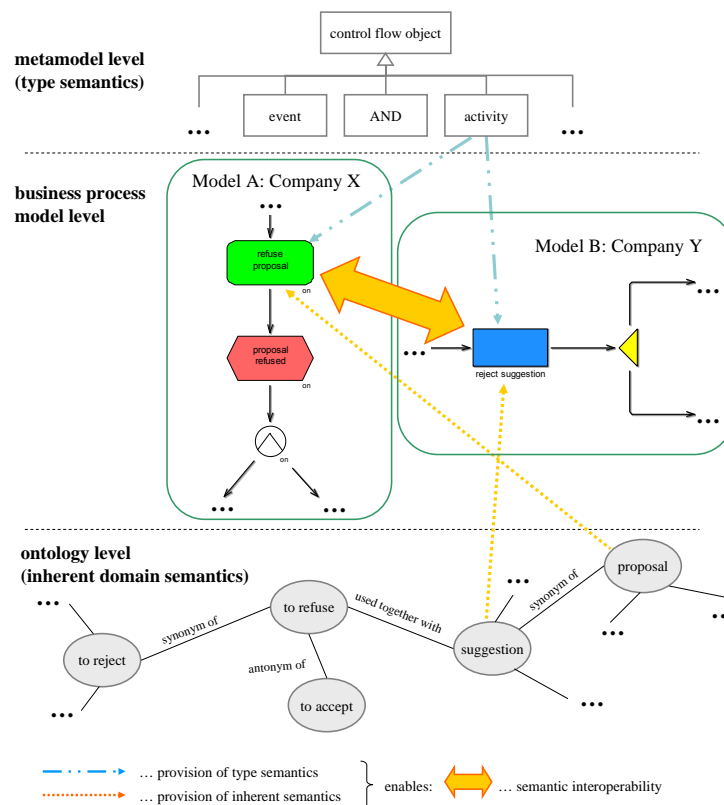 control flow object
metamodel level
(type semantics)
event
AND
activity
...
...
business process
model level
Model A: Company X
...
refuse
proposal
on
proposal
refused
on
on
...
...
Model B: Company Y
...
...
reject suggestion
...
ontology level
(inherent domain semantics)
proposal
...
synonym of
...
...
...
to refuse
used together with
synonym of
suggestion
to reject
antonym of
...
to accept
...
... provision of type semantics
... provision of inherent semantics
enables:
... semantic interoperability